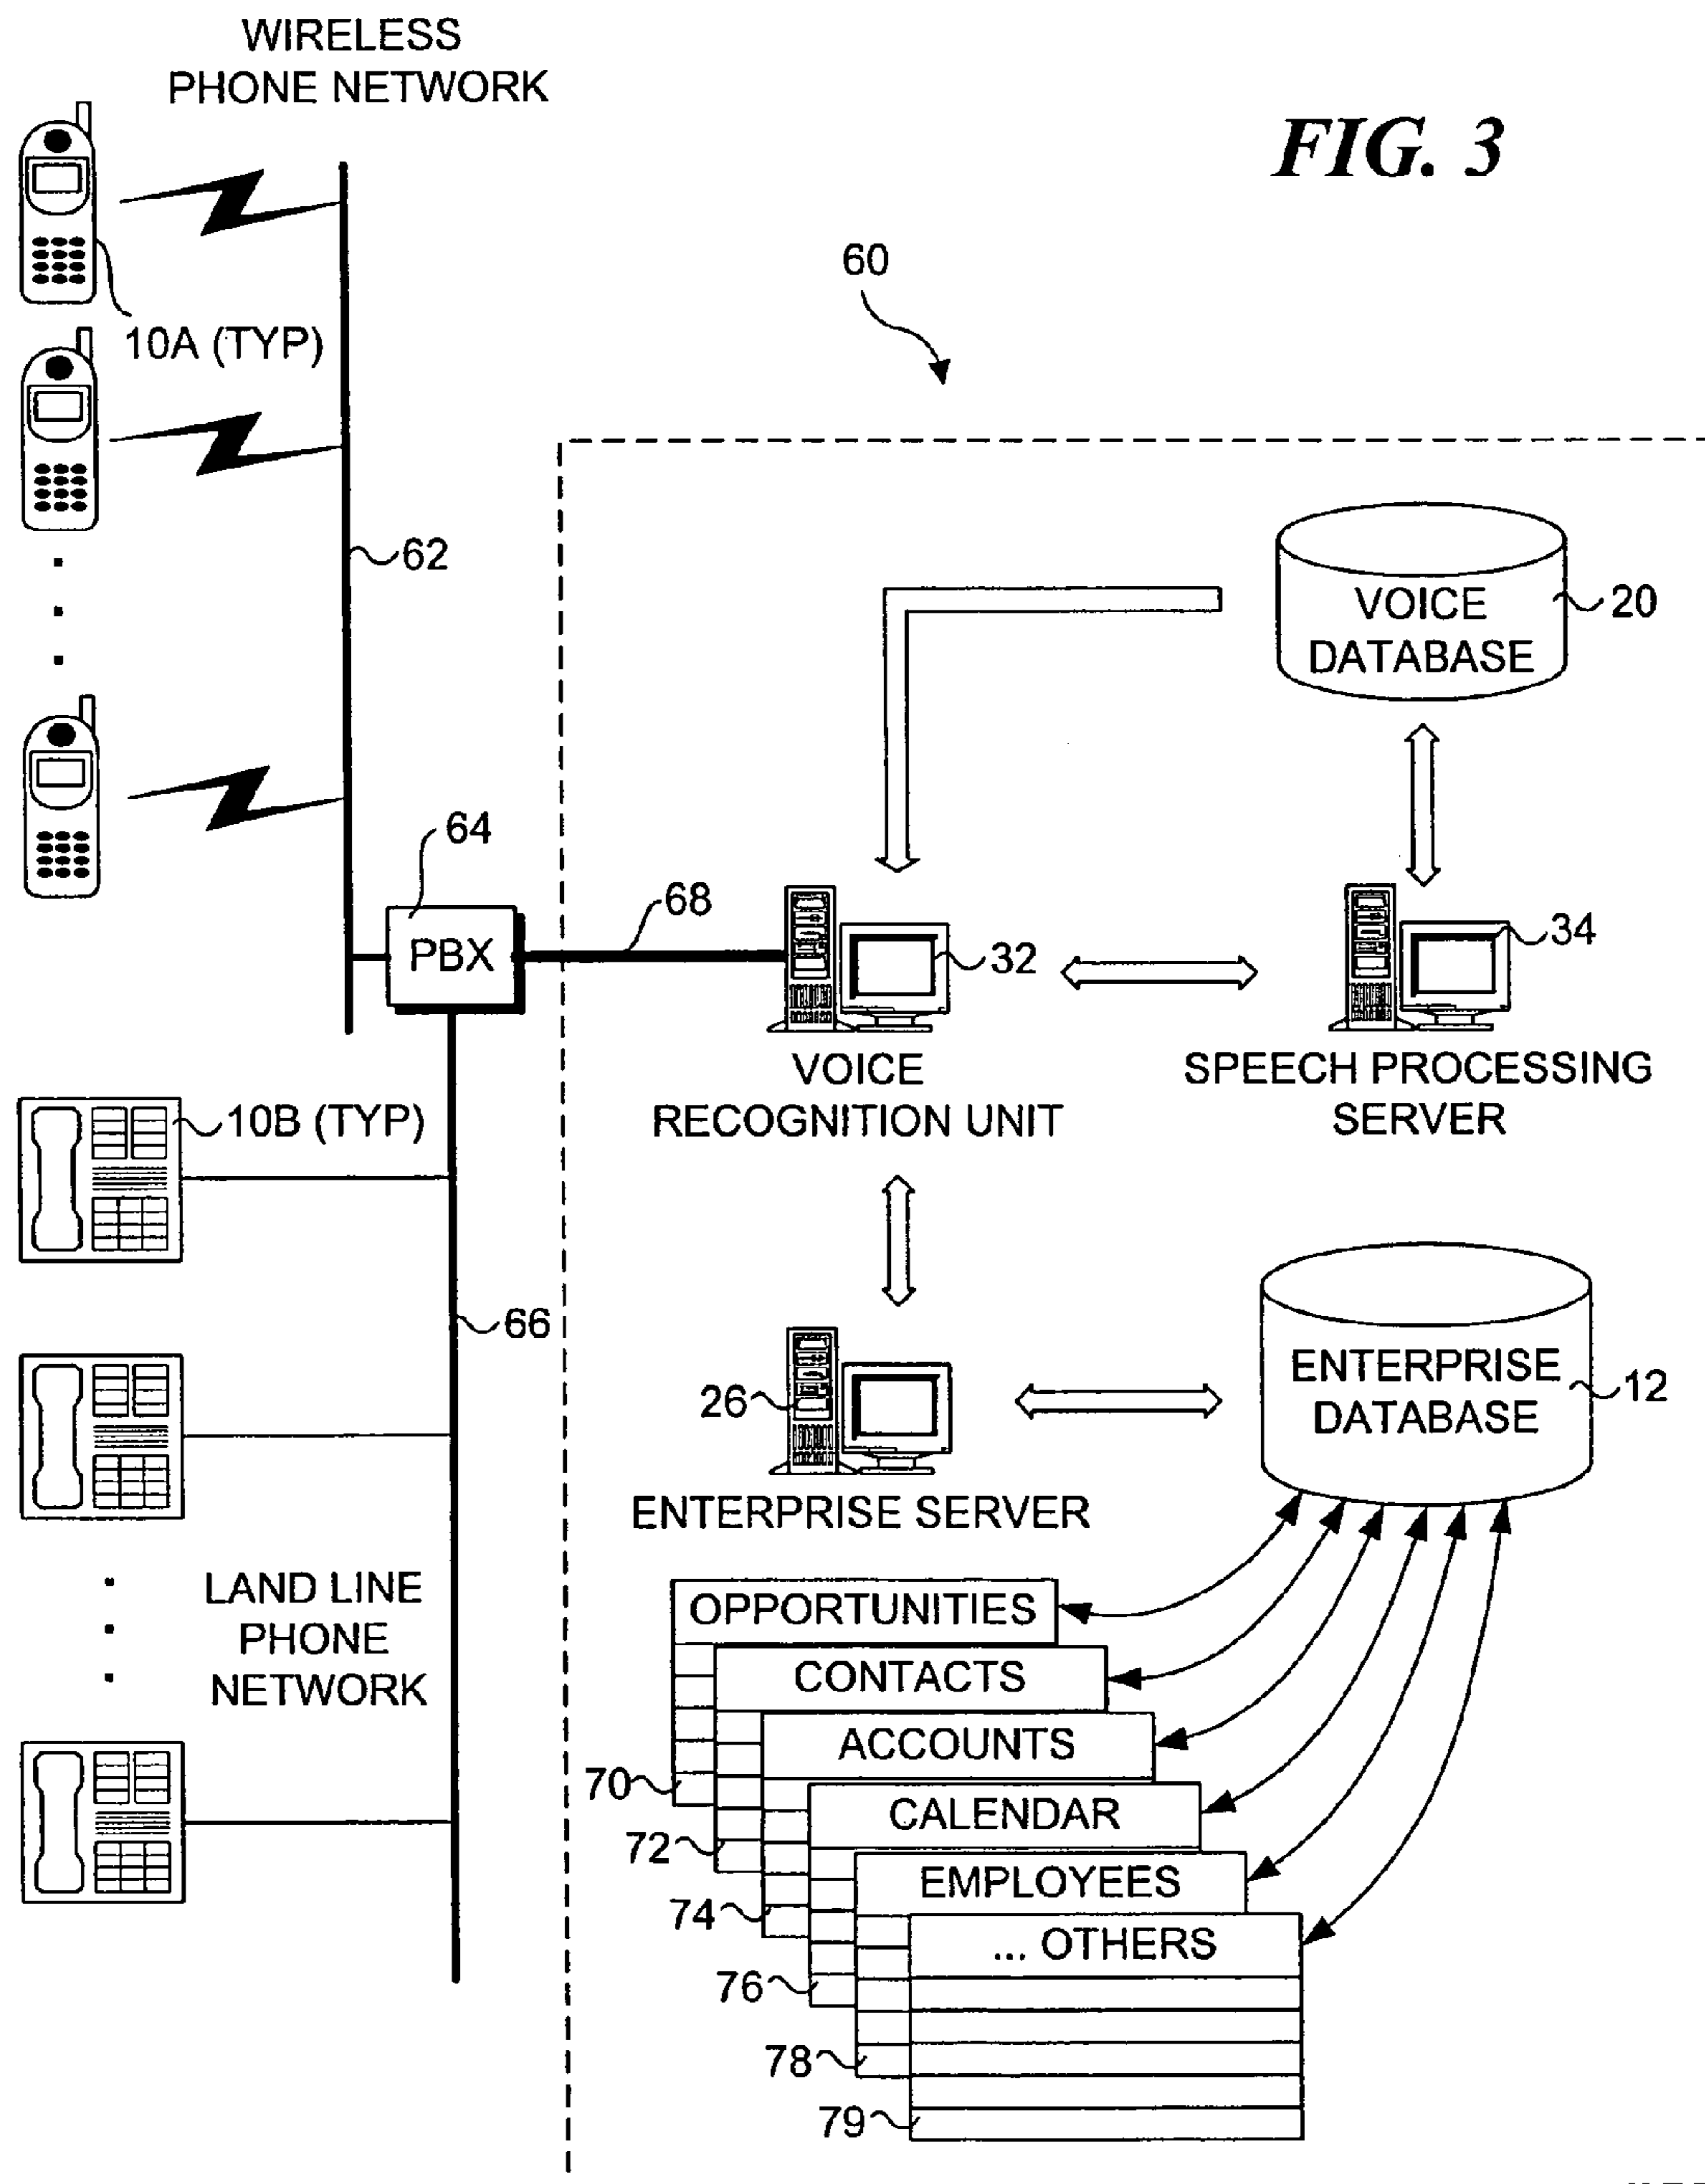 WIRELESS
PHONE NETWORK
FIG. 3
60
10A (TYP)
62
VOICE
DATABASE
20
64
PBX
68
32
34
VOICE
RECOGNITION UNIT
SPEECH PROCESSING
SERVER
10B (TYP)
66
26
ENTERPRISE
DATABASE
12
ENTERPRISE SERVER
LAND LINE
PHONE
NETWORK
OPPORTUNITIES
CONTACTS
ACCOUNTS
70
CALENDAR
72
EMPLOYEES
74
... OTHERS
76
78
79